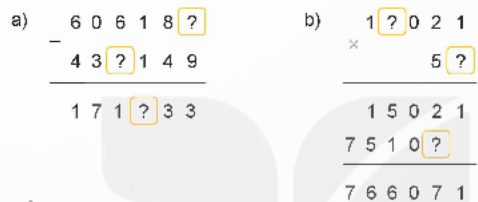 a) 6 0 6 1 8 ?
−
4 3 ? 1 4 9
1 7 1 ? 3 3
b) 1 ? 0 2 1
×
5 ?
1 5 0 2 1
7 5 1 0 ?
7 6 6 0 7 1